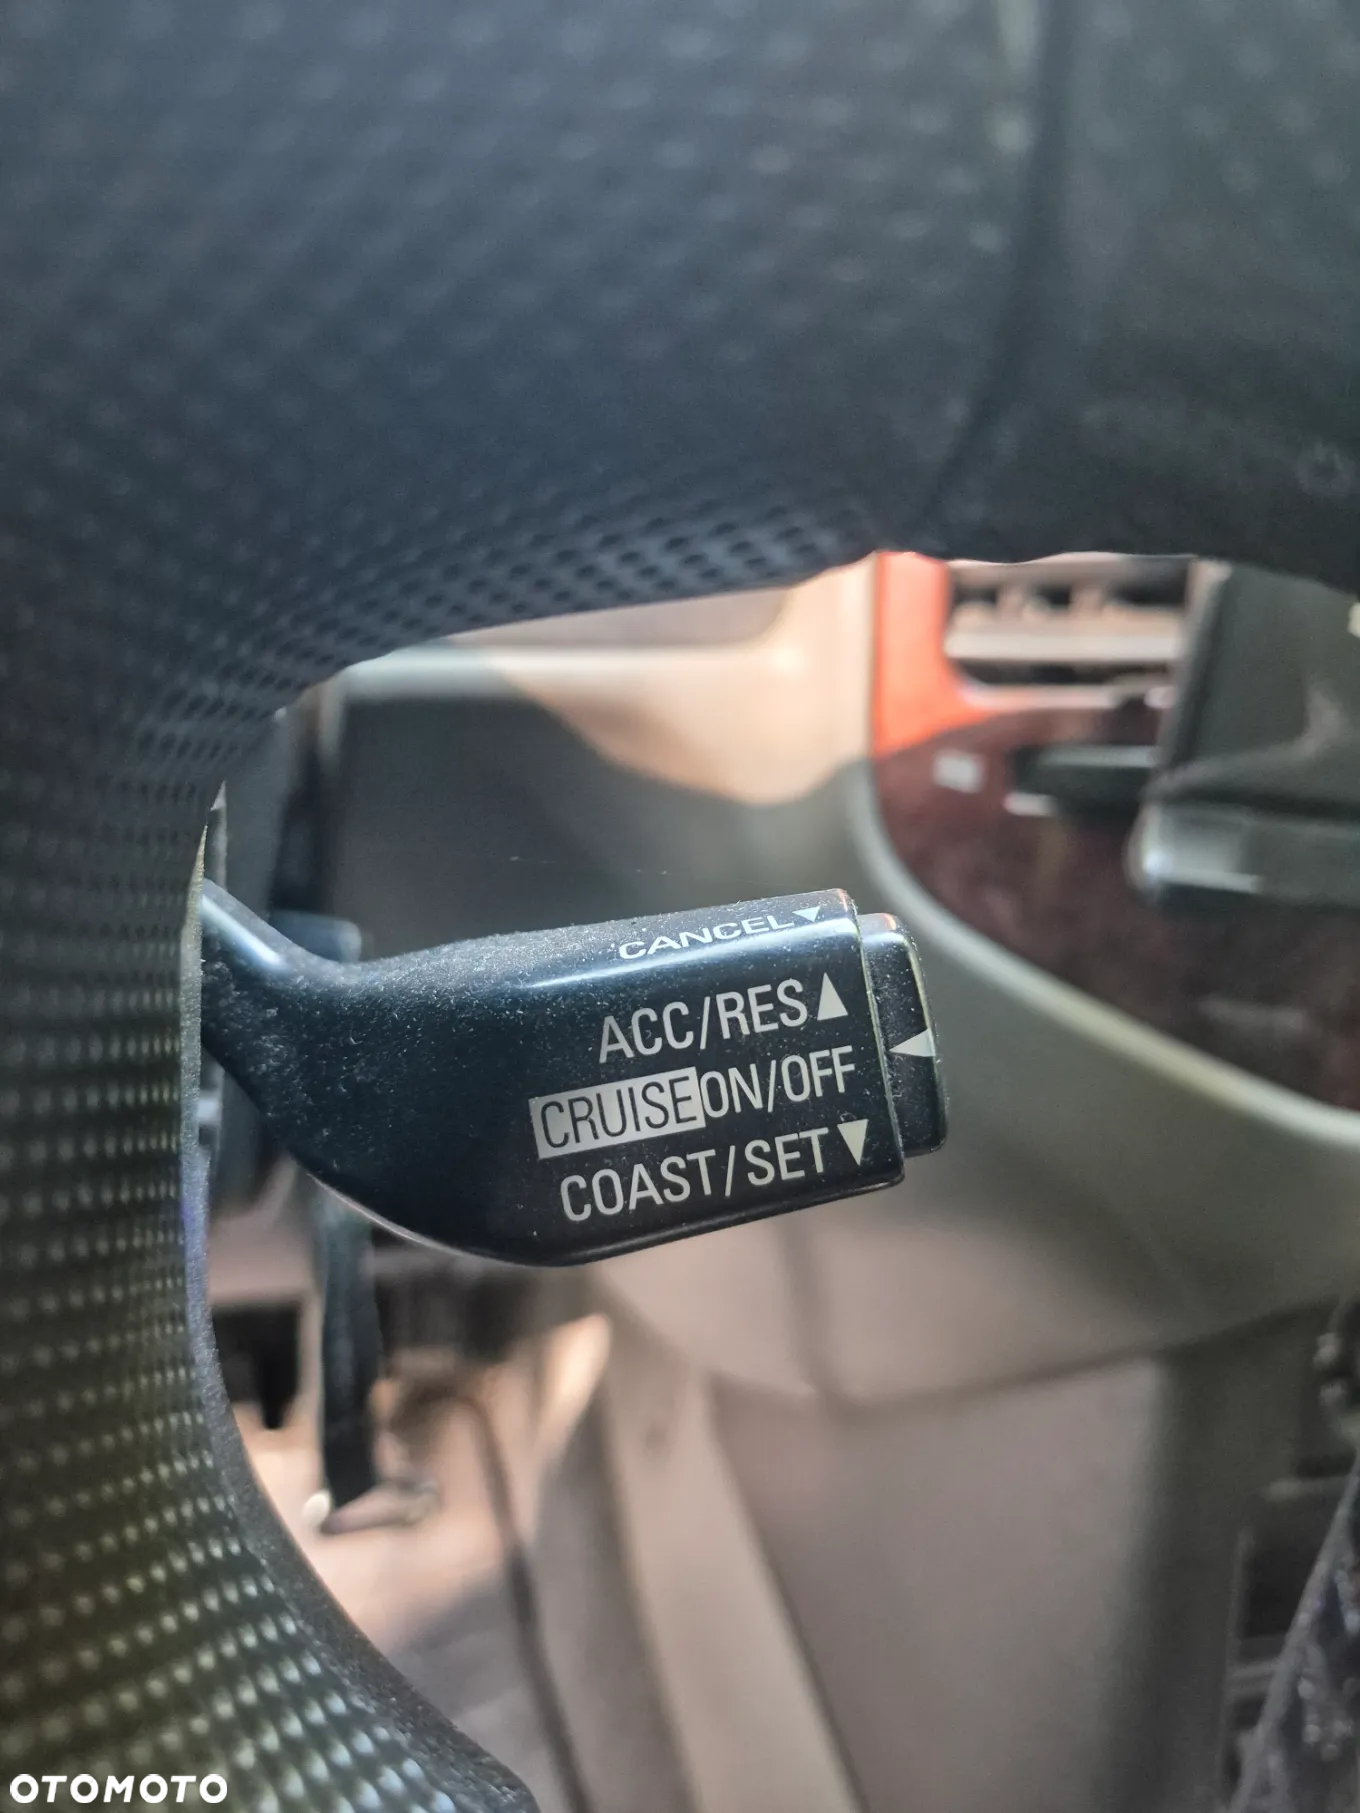 CANCEL▼
ACC/RES▲
CRUISE ON/OFF
COAST/SET▼
OTOMOTO